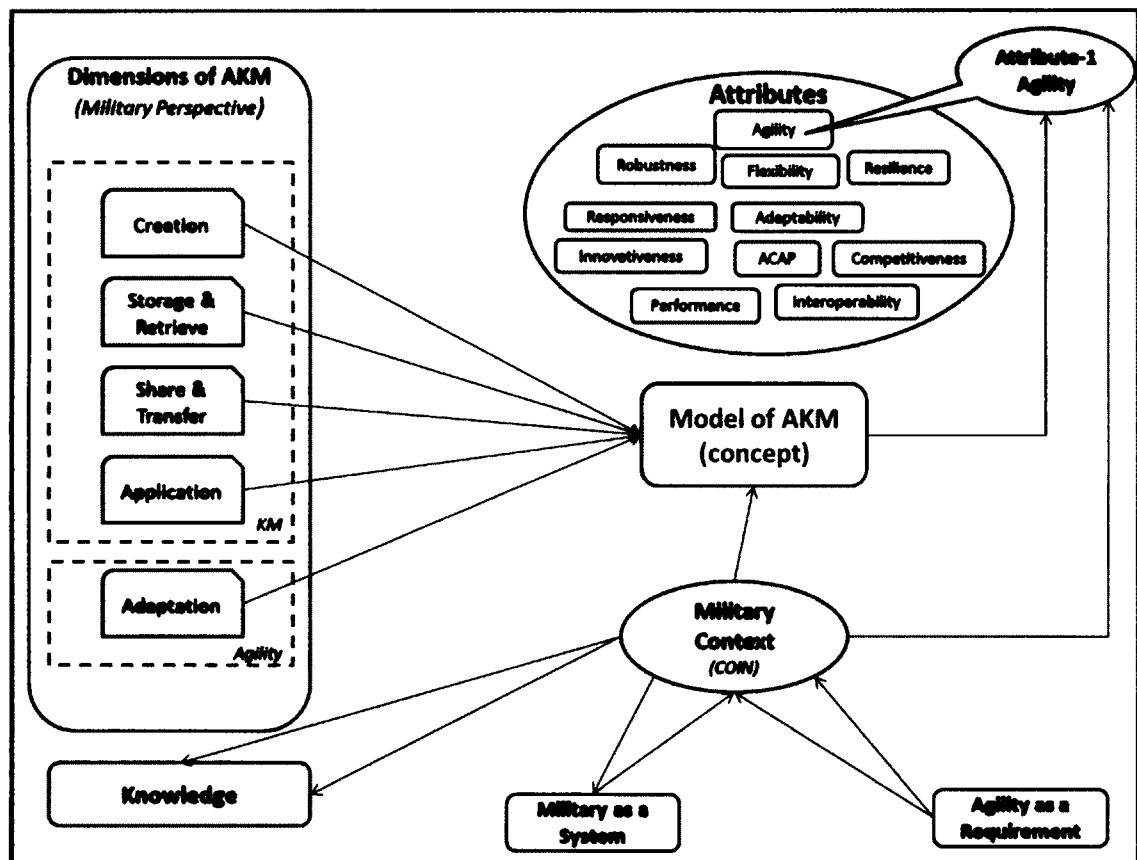 Dimensions of AKM
(Military Perspective)
Creation
Storage &
Retrieve
Share &
Transfer
Application
KM
Adaptation
Agility
Knowledge
Attribute-1
Agility
Attributes
Agility
Robustness
Flexibility
Resilience
Responsiveness
Adaptability
Innovativeness
ACAP
Competitiveness
Performance
Interoperability
Model of AKM
(concept)
Military
Context
(COIN)
Military as a
System
Agility as a
Requirement